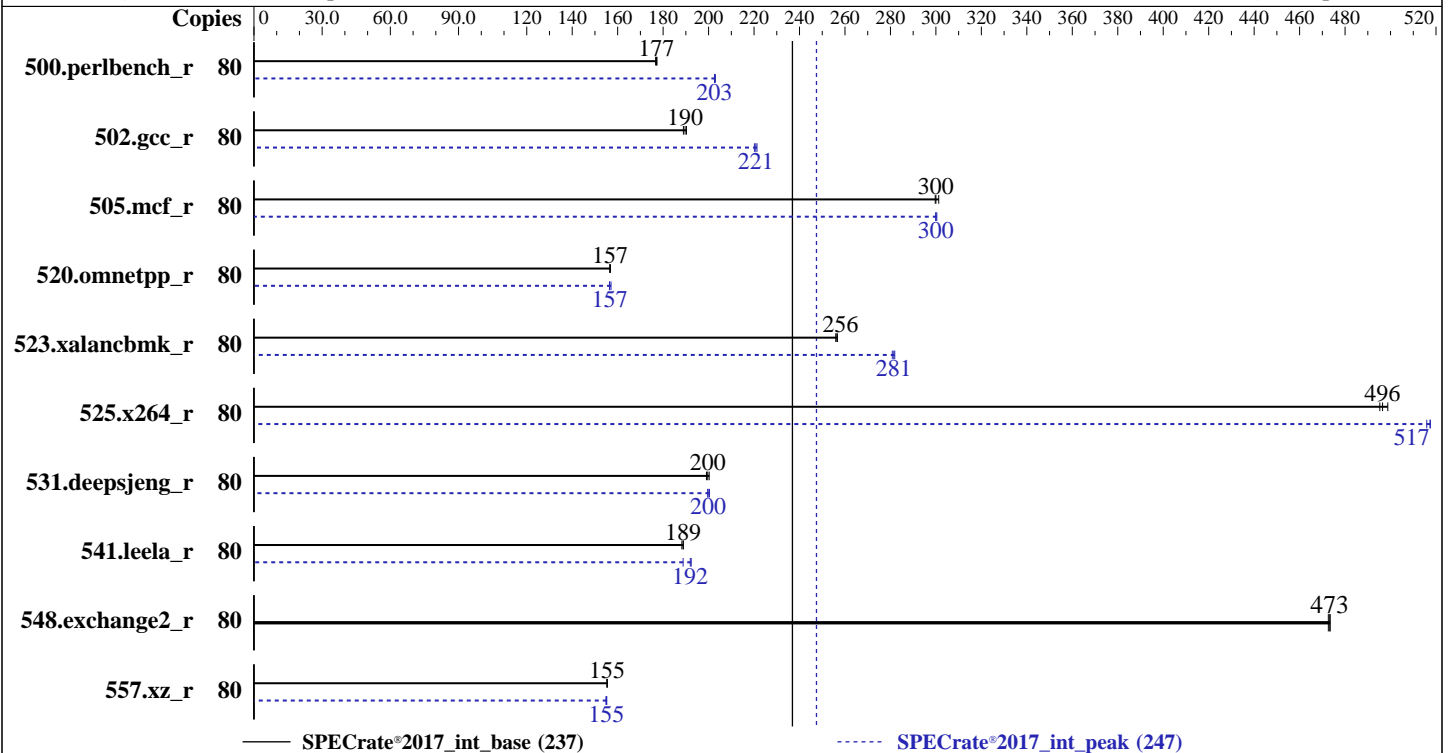 Copies 0 30.0 60.0 90.0 120 140 160 180 200 220 240 260 280 300 320 340 360 380 400 420 440 460 480 520
177
500.perlbench_r 80
203
190
502.gcc_r 80
221
300
505.mcf_r 80
300
157
520.omnetpp_r 80
157
256
523.xalancbmk_r 80
281
496
525.x264_r 80
517
200
531.deepsjeng_r 80
200
189
541.leela_r 80
192
473
548.exchange2_r 80
155
557.xz_r 80
155
SPECrate®2017_int_base (237) SPECrate®2017_int_peak (247)